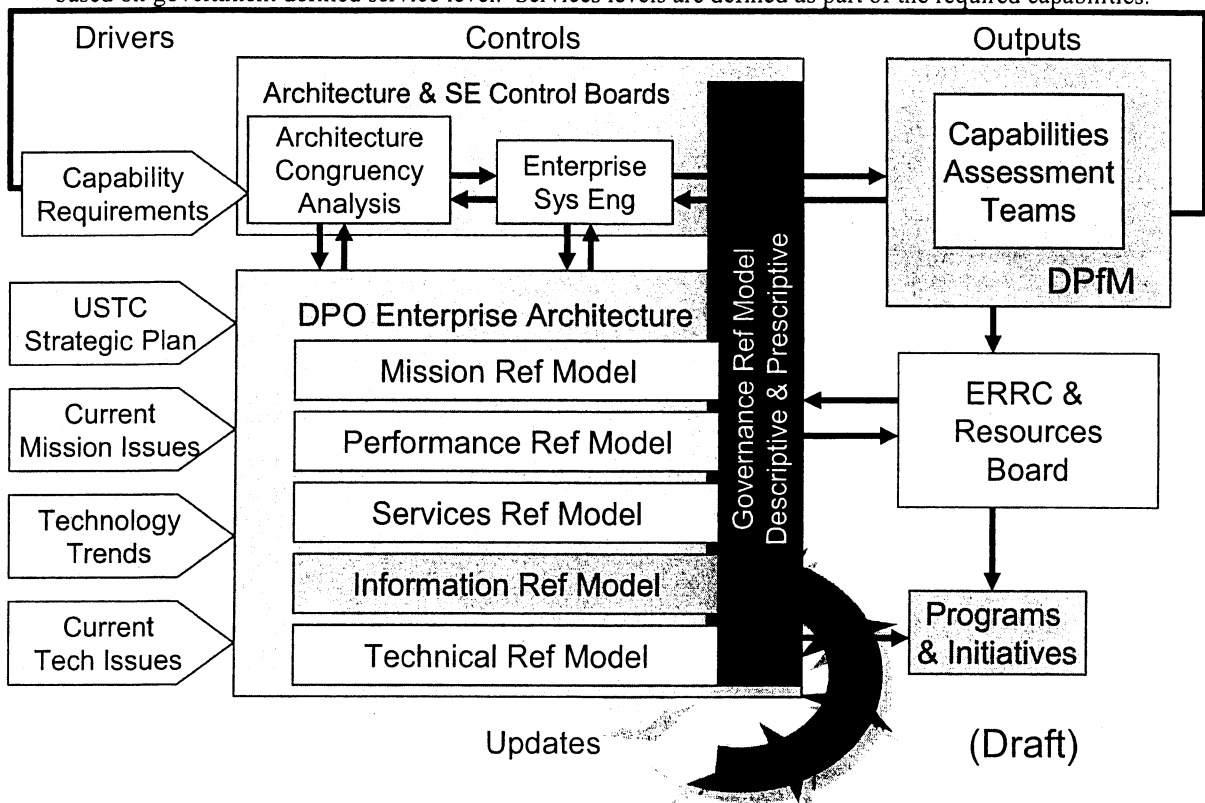 based on government defined service level. Services levels are defined as part of the required capabilities.
Drivers
Controls
Outputs
Architecture & SE Control Boards
Architecture
Congruency
Analysis
Enterprise
Sys Eng
Capabilities
Assessment
Teams
DPfM
Capability
Requirements
USTC
Strategic Plan
Current
Mission Issues
Technology
Trends
Current
Tech Issues
DPO Enterprise Architecture
Mission Ref Model
Performance Ref Model
Services Ref Model
Information Ref Model
Technical Ref Model
Governance Ref Model
Descriptive & Prescriptive
ERRC &
Resources
Board
Programs
& Initiatives
Updates
(Draft)